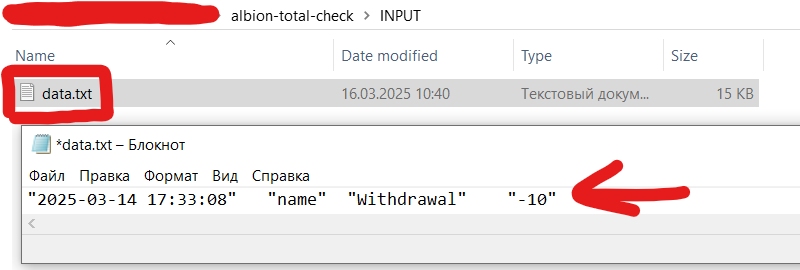 albion-total-check > INPUT
Name Date modified Type Size
data.txt 16.03.2025 10:40 Текстовый докум... 15 KB
*data.txt – Блокнот
Файл Правка Формат Вид Справка
"2025-03-14 17:33:08" "name" "Withdrawal" "-10"